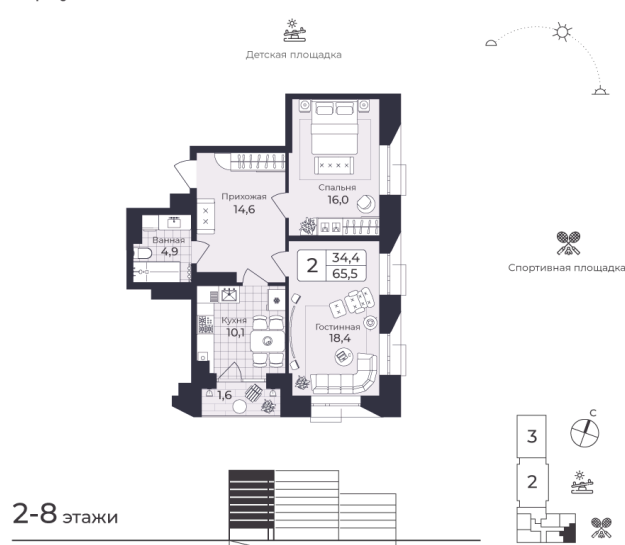 Детская площадка
Спальня
16,0
Прихожая
14,6
Ванная
4,9
2
34,4
65,5
Спортивная площадка
Кухня
10,1
Гостинная
18,4
1,6
С
3
2
2-8 этажи